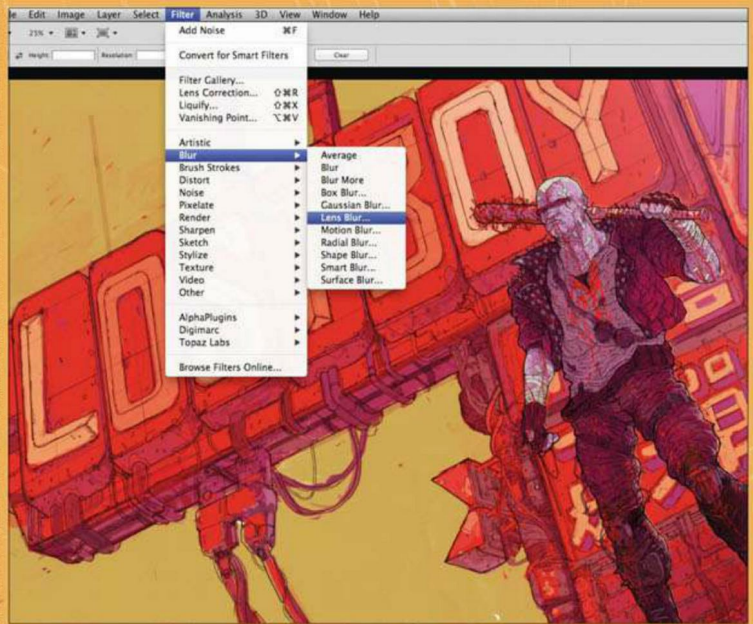 le Edit Image Layer Select Filter Analysis 3D View Window Help
25%
Height: Resolution: Clear
Add Noise ⌘F
Convert for Smart Filters
Filter Gallery...
Lens Correction... ⇧⌘R
Liquify... ⇧⌘X
Vanishing Point... ⌥⌘V
Artistic
Blur
Brush Strokes
Distort
Noise
Pixelate
Render
Sharpen
Sketch
Stylize
Texture
Video
Other
AlphaPlugins
Digimarc
Topaz Labs
Browse Filters Online...
Average
Blur
Blur More
Box Blur...
Gaussian Blur...
Lens Blur...
Motion Blur...
Radial Blur...
Shape Blur...
Smart Blur...
Surface Blur...